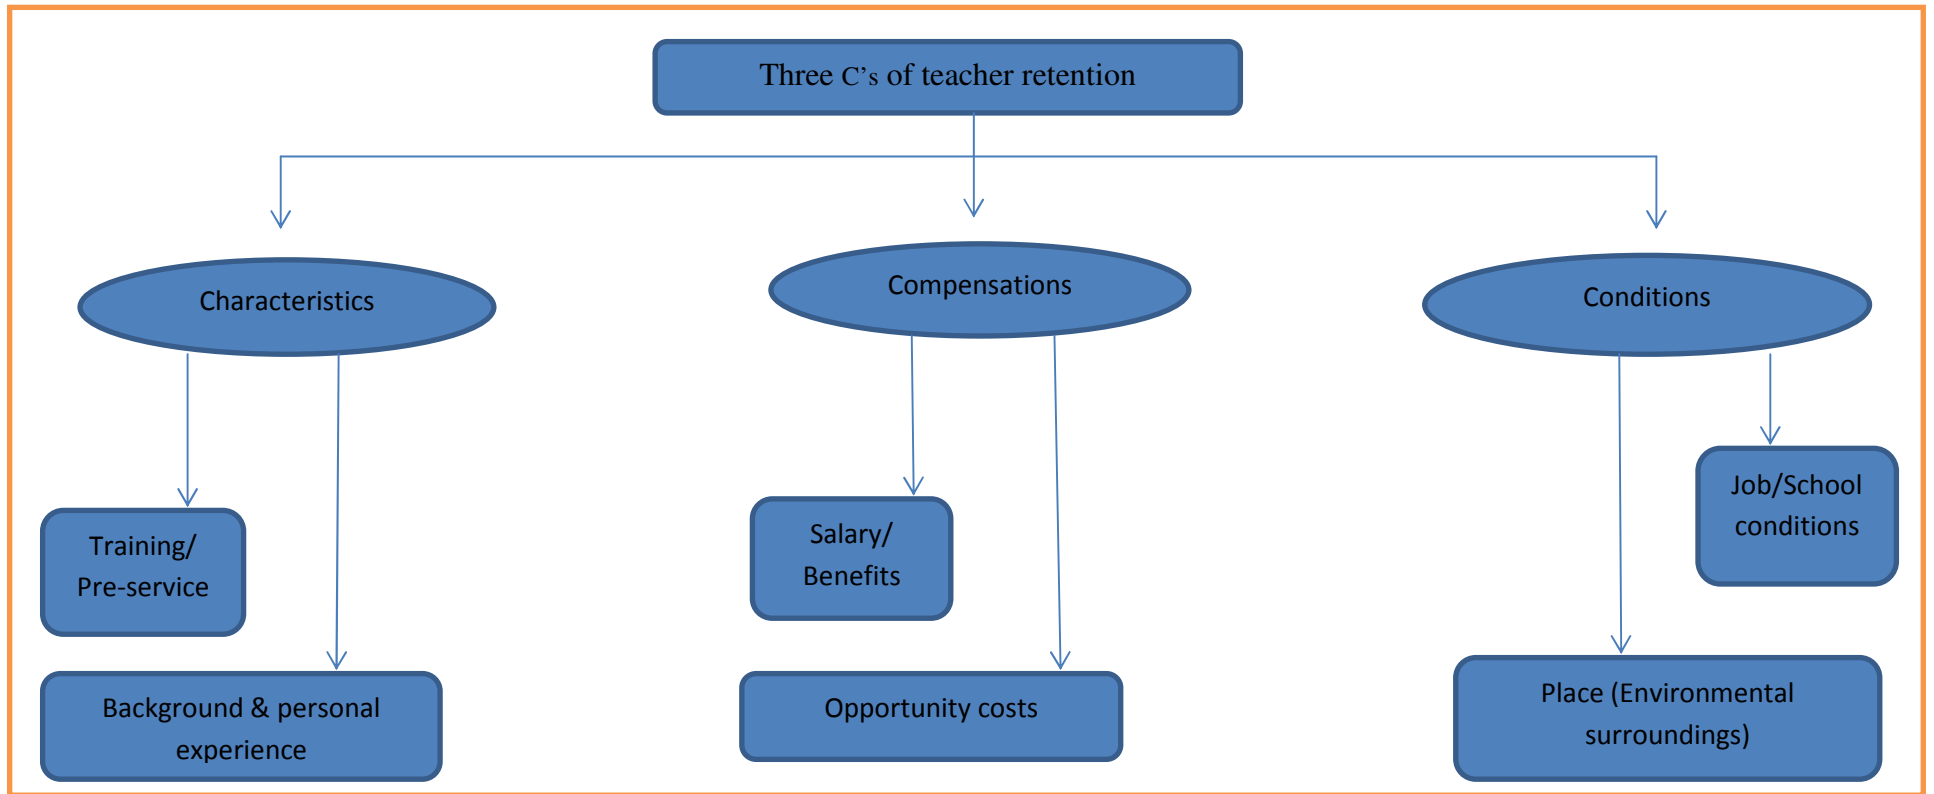 Three C’s of teacher retention
Characteristics
Compensations
Conditions
Training/
Pre-service
Background & personal
experience
Salary/
Benefits
Opportunity costs
Job/School
conditions
Place (Environmental
surroundings)